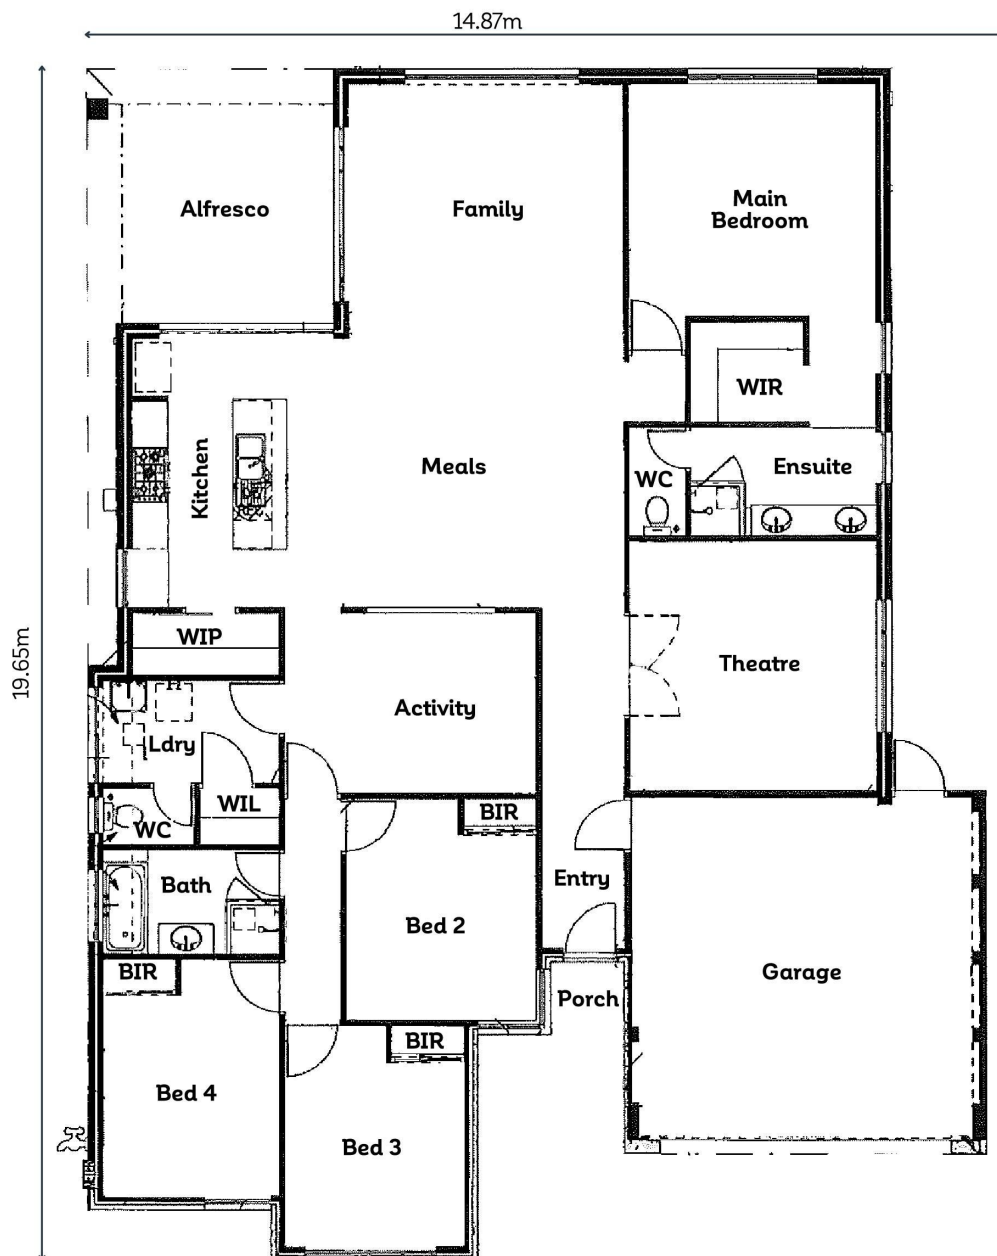 14.87m
19.65m
Alfresco
Family
Main
Bedroom
WIR
Kitchen
Meals
WC
Ensuite
WIP
Theatre
Activity
Ldry
WIL
WC
BIR
Bath
Entry
Bed 2
BIR
Porch
Garage
BIR
Bed 4
Bed 3